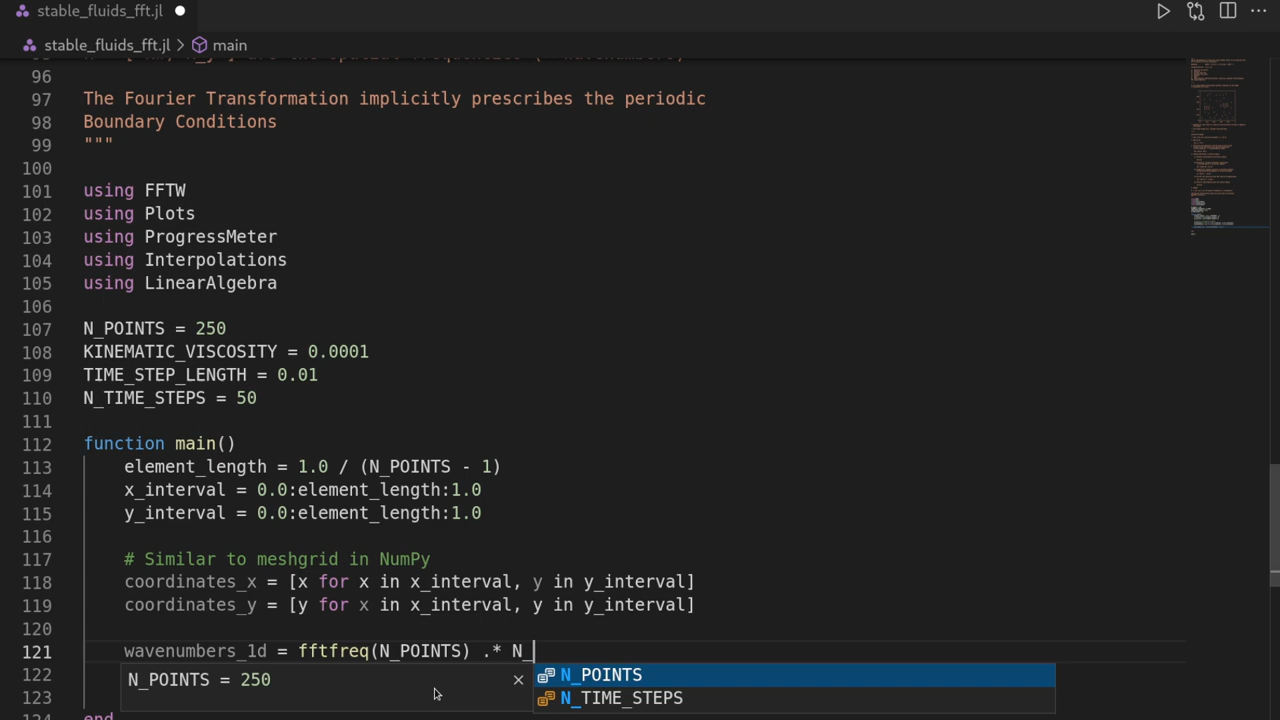 stable_fluids_fft.jl
stable_fluids_fft.jl > main
96
97 The Fourier Transformation implicitly prescribes the periodic
98 Boundary Conditions
99 """
100
101 using FFTW
102 using Plots
103 using ProgressMeter
104 using Interpolations
105 using LinearAlgebra
106
107 N_POINTS = 250
108 KINEMATIC_VISCOSITY = 0.0001
109 TIME_STEP_LENGTH = 0.01
110 N_TIME_STEPS = 50
111
112 function main()
113 element_length = 1.0 / (N_POINTS - 1)
114 x_interval = 0.0:element_length:1.0
115 y_interval = 0.0:element_length:1.0
116
117 # Similar to meshgrid in NumPy
118 coordinates_x = [x for x in x_interval, y in y_interval]
119 coordinates_y = [y for x in x_interval, y in y_interval]
120
121 wavenumbers_1d = fftfreq(N_POINTS) .* N_
122 N_POINTS = 250 N_POINTS
123 N_TIME_STEPS
124 end